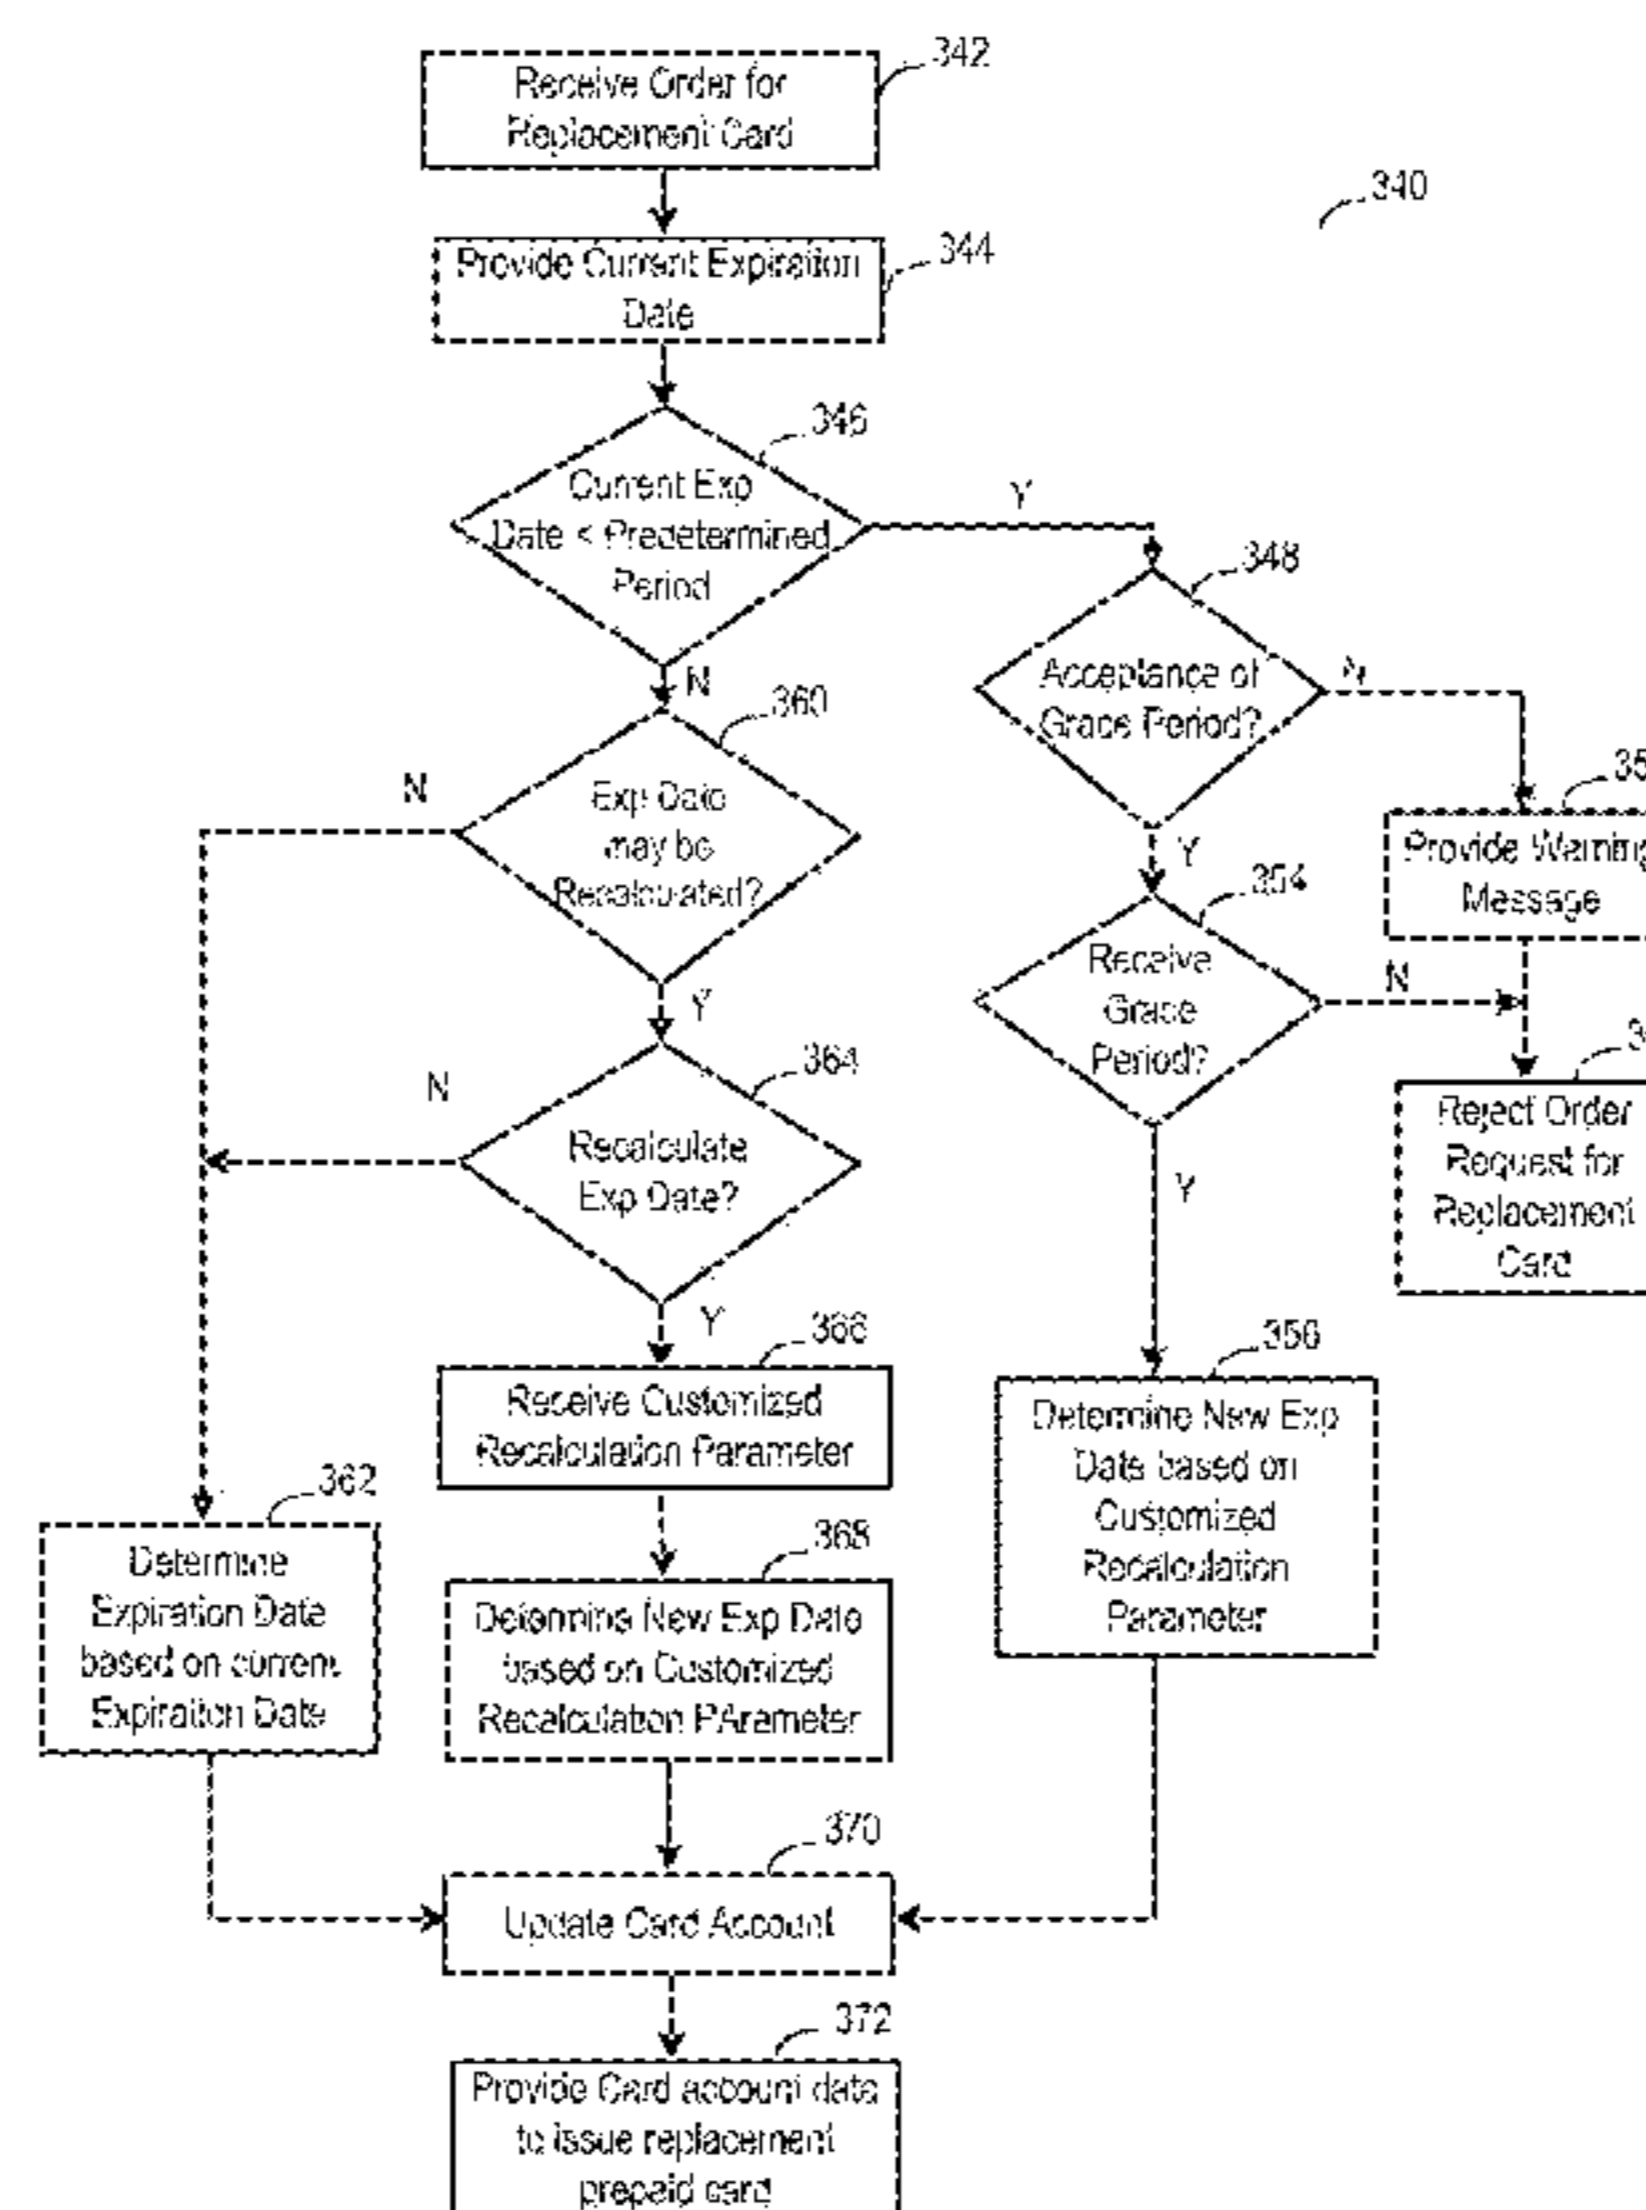 342
Receive Order for
Replacement Card
340
344
Provide Current Expiration
Date
346
Current Exp
Date < Predetermined
Period
Y
348
Acceptance of
Grace Period?
N
N
360
Exp Date
may be
Recalculated?
N
Y
Provide Warning
Message
354
Receive
Grace
Period?
N
Y
364
Recalculate
Exp Date?
N
Reject Order
Request for
Replacement
Card
Y
Y
366
Receive Customized
Recalculation Parameter
356
Determine New Exp
Date based on
Customized
Recalculation
Parameter
362
Determine
Expiration Date
based on current
Expiration Date
368
Determine New Exp Date
based on Customized
Recalculation PArameter
370
Update Card Account
372
Provide Card account data
to issue replacement
prepaid card